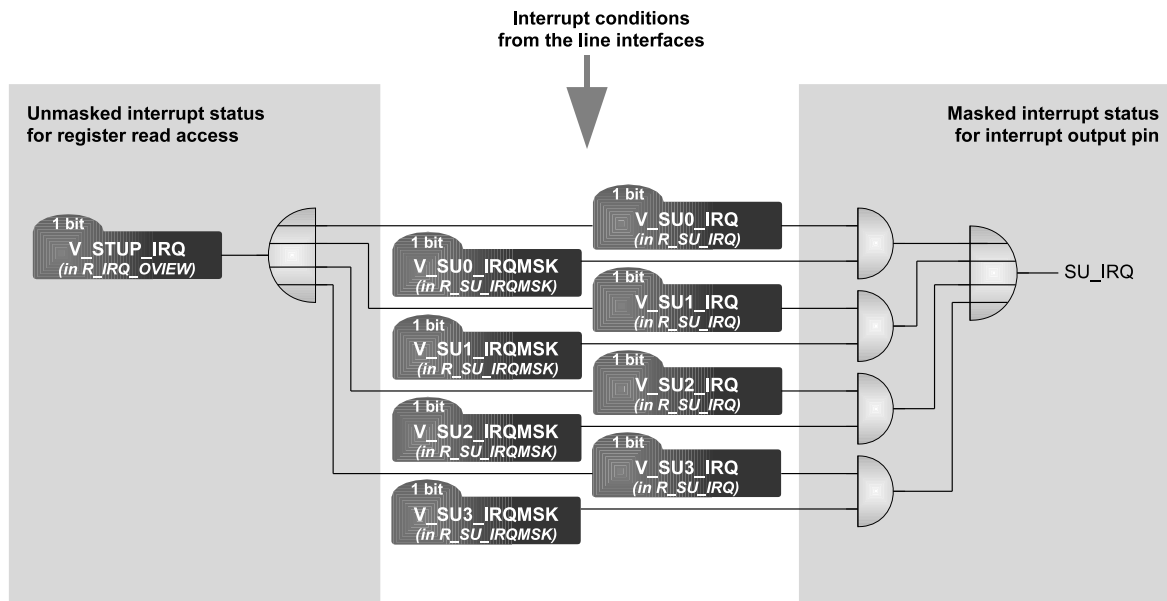 Interrupt conditions
from the line interfaces
Unmasked interrupt status
for register read access
Masked interrupt status
for interrupt output pin
1 bit
V_STUP_IRQ
(in R_IRQ_OVIEW)
1 bit
V_SU0_IRQ
(in R_SU_IRQ)
1 bit
V_SU0_IRQMSK
(in R_SU_IRQMSK)
1 bit
V_SU1_IRQ
(in R_SU_IRQ)
1 bit
V_SU1_IRQMSK
(in R_SU_IRQMSK)
1 bit
V_SU2_IRQ
(in R_SU_IRQ)
1 bit
V_SU2_IRQMSK
(in R_SU_IRQMSK)
1 bit
V_SU3_IRQ
(in R_SU_IRQ)
1 bit
V_SU3_IRQMSK
(in R_SU_IRQMSK)
SU_IRQ